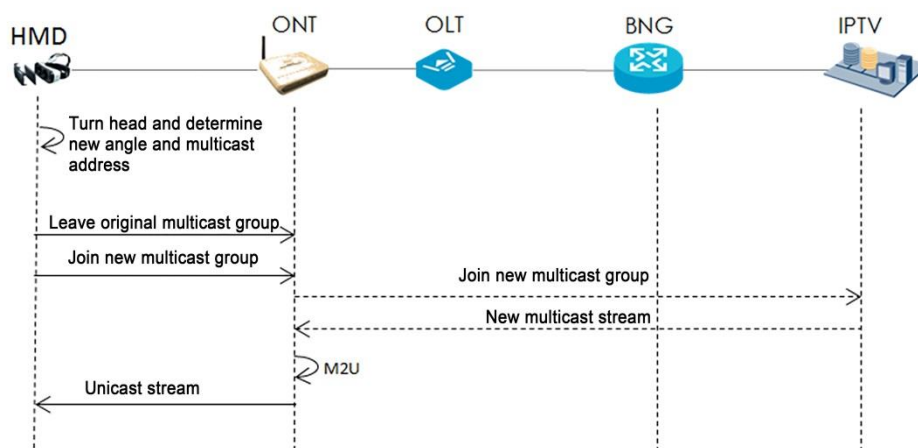 HMD
ONT
OLT
BNG
IPTV
Turn head and determine
new angle and multicast
address
Leave original multicast group
Join new multicast group
Join new multicast group
New multicast stream
M2U
Unicast stream